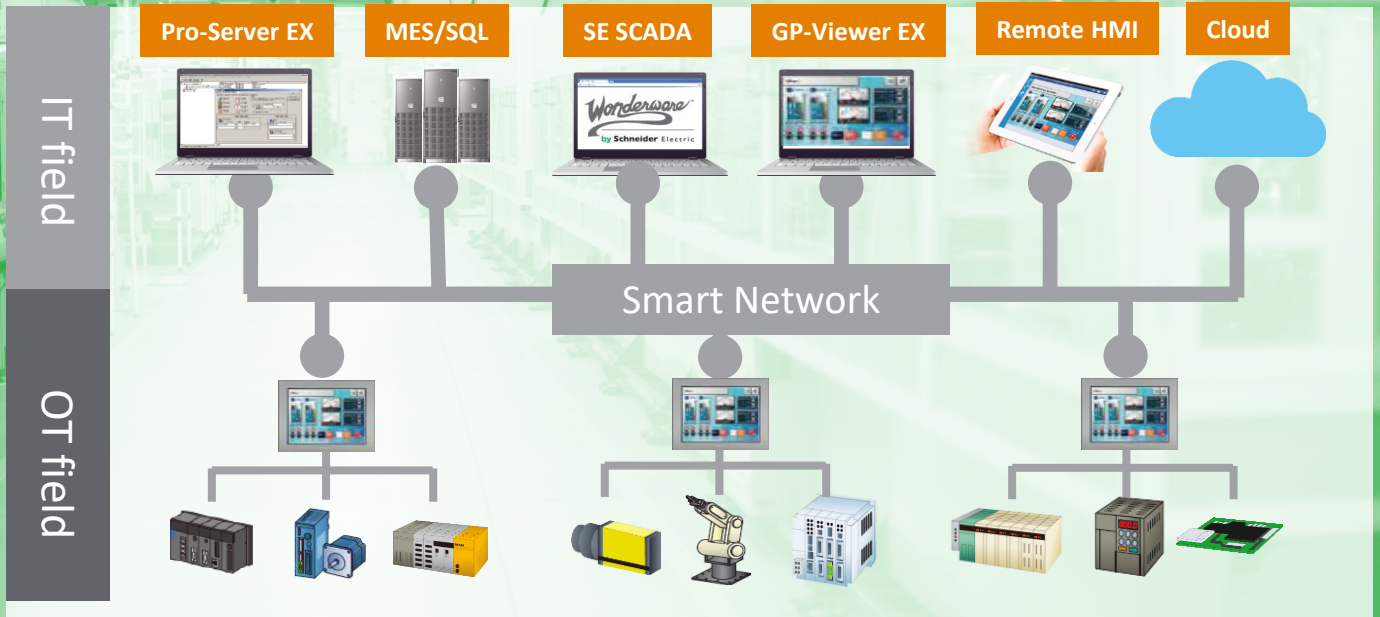 Pro-Server EX
MES/SQL
SE SCADA
GP-Viewer EX
Remote HMI
Cloud
IT field
Wonderware
by Schneider Electric
Smart Network
OT field